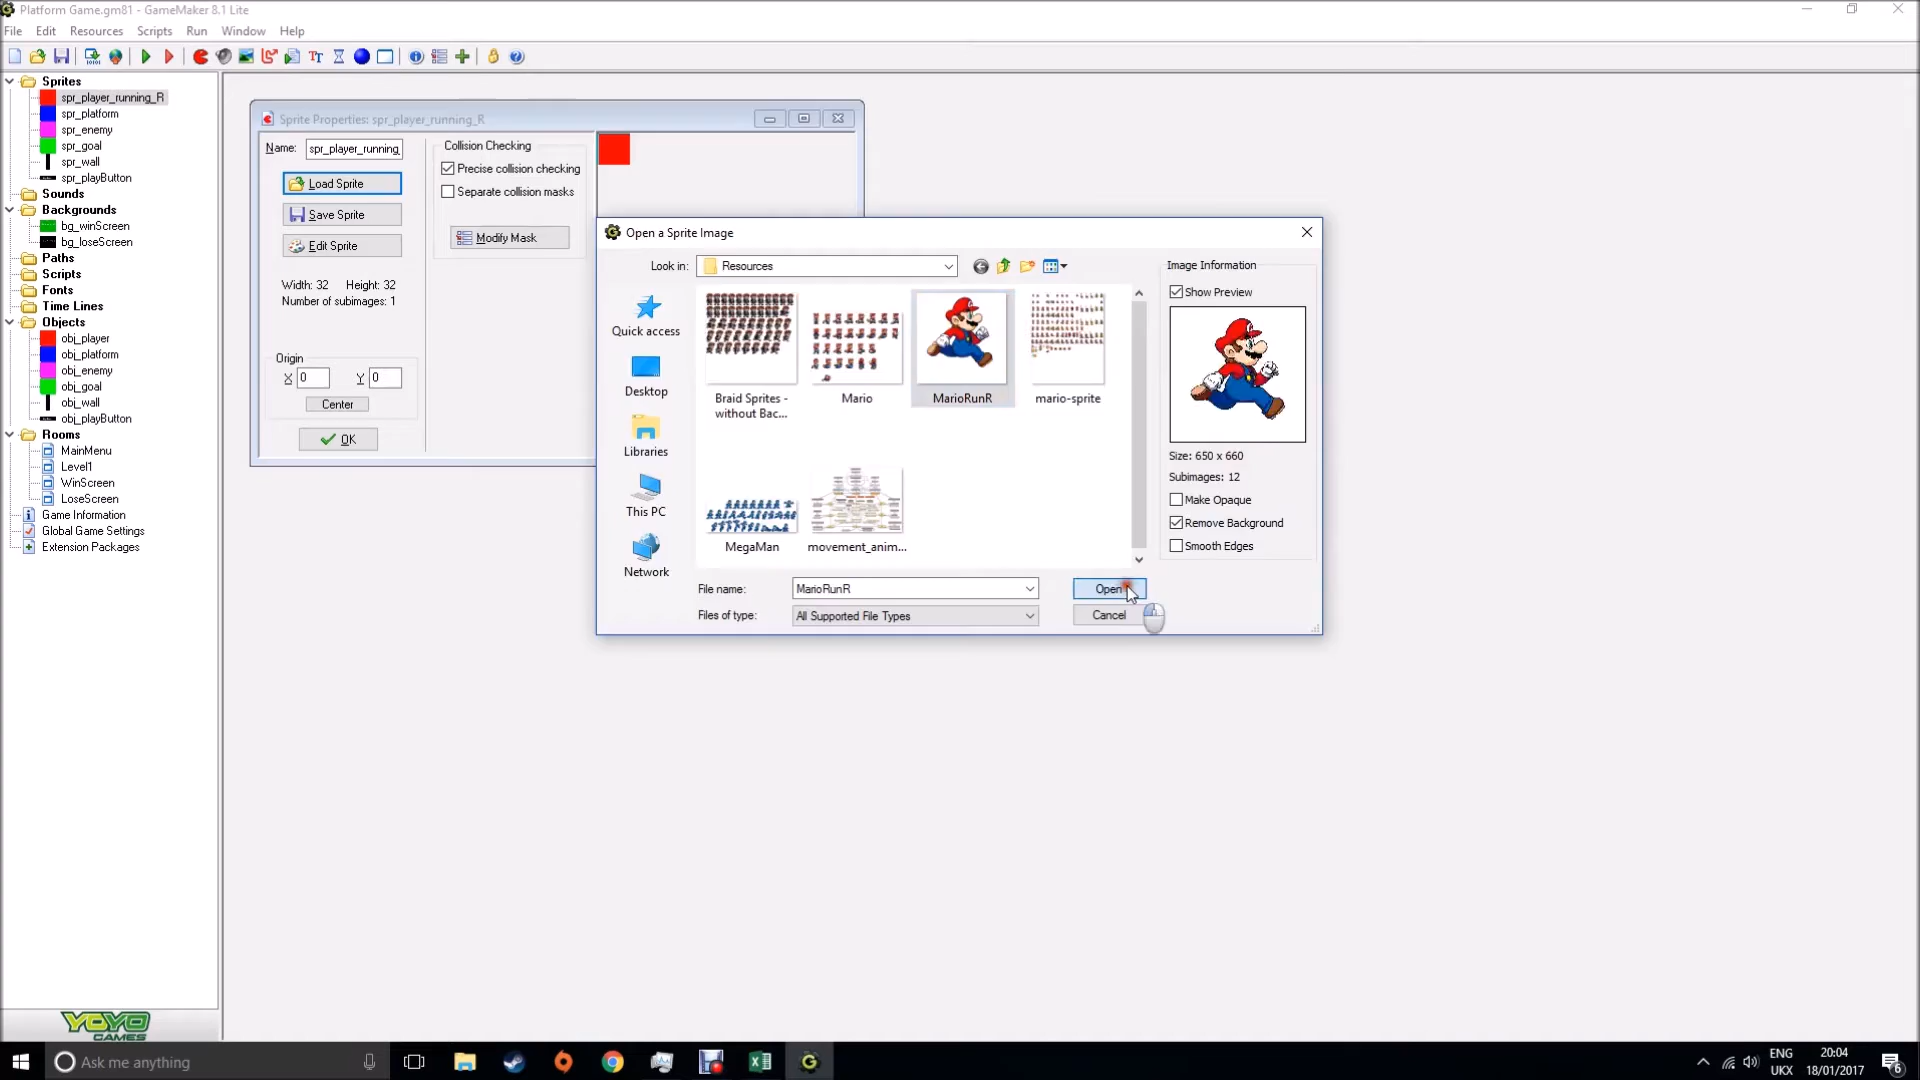 Platform Game.gm81 - GameMaker 8.1 Lite
File Edit Resources Scripts Run Window Help
Sprites
spr_player_running_R
spr_platform
spr_enemy
spr_goal
spr_wall
spr_playButton
Sounds
Backgrounds
bg_winScreen
bg_loseScreen
Paths
Scripts
Fonts
Time Lines
Objects
obj_player
obj_platform
obj_enemy
obj_goal
obj_wall
obj_playButton
Rooms
MainMenu
Level1
WinScreen
LoseScreen
Game Information
Global Game Settings
Extension Packages
YOYO
GAMES
Sprite Properties: spr_player_running_R
Name: spr_player_running_
Load Sprite
Save Sprite
Edit Sprite
Width: 32 Height: 32
Number of subimages: 1
Origin
X 0 Y 0
Center
OK
Collision Checking
Precise collision checking
Separate collision masks
Modify Mask
Open a Sprite Image
Look in: Resources
Quick access
Desktop
Libraries
This PC
Network
Braid Sprites -
without Bac...
Mario
MarioRunR
mario-sprite
MegaMan
movement_anim...
File name: MarioRunR
Files of type: All Supported File Types
Open
Cancel
Image Information
Show Preview
Size: 650 x 660
Subimages: 12
Make Opaque
Remove Background
Smooth Edges
Ask me anything
ENG
UKX
20:04
18/01/2017
6